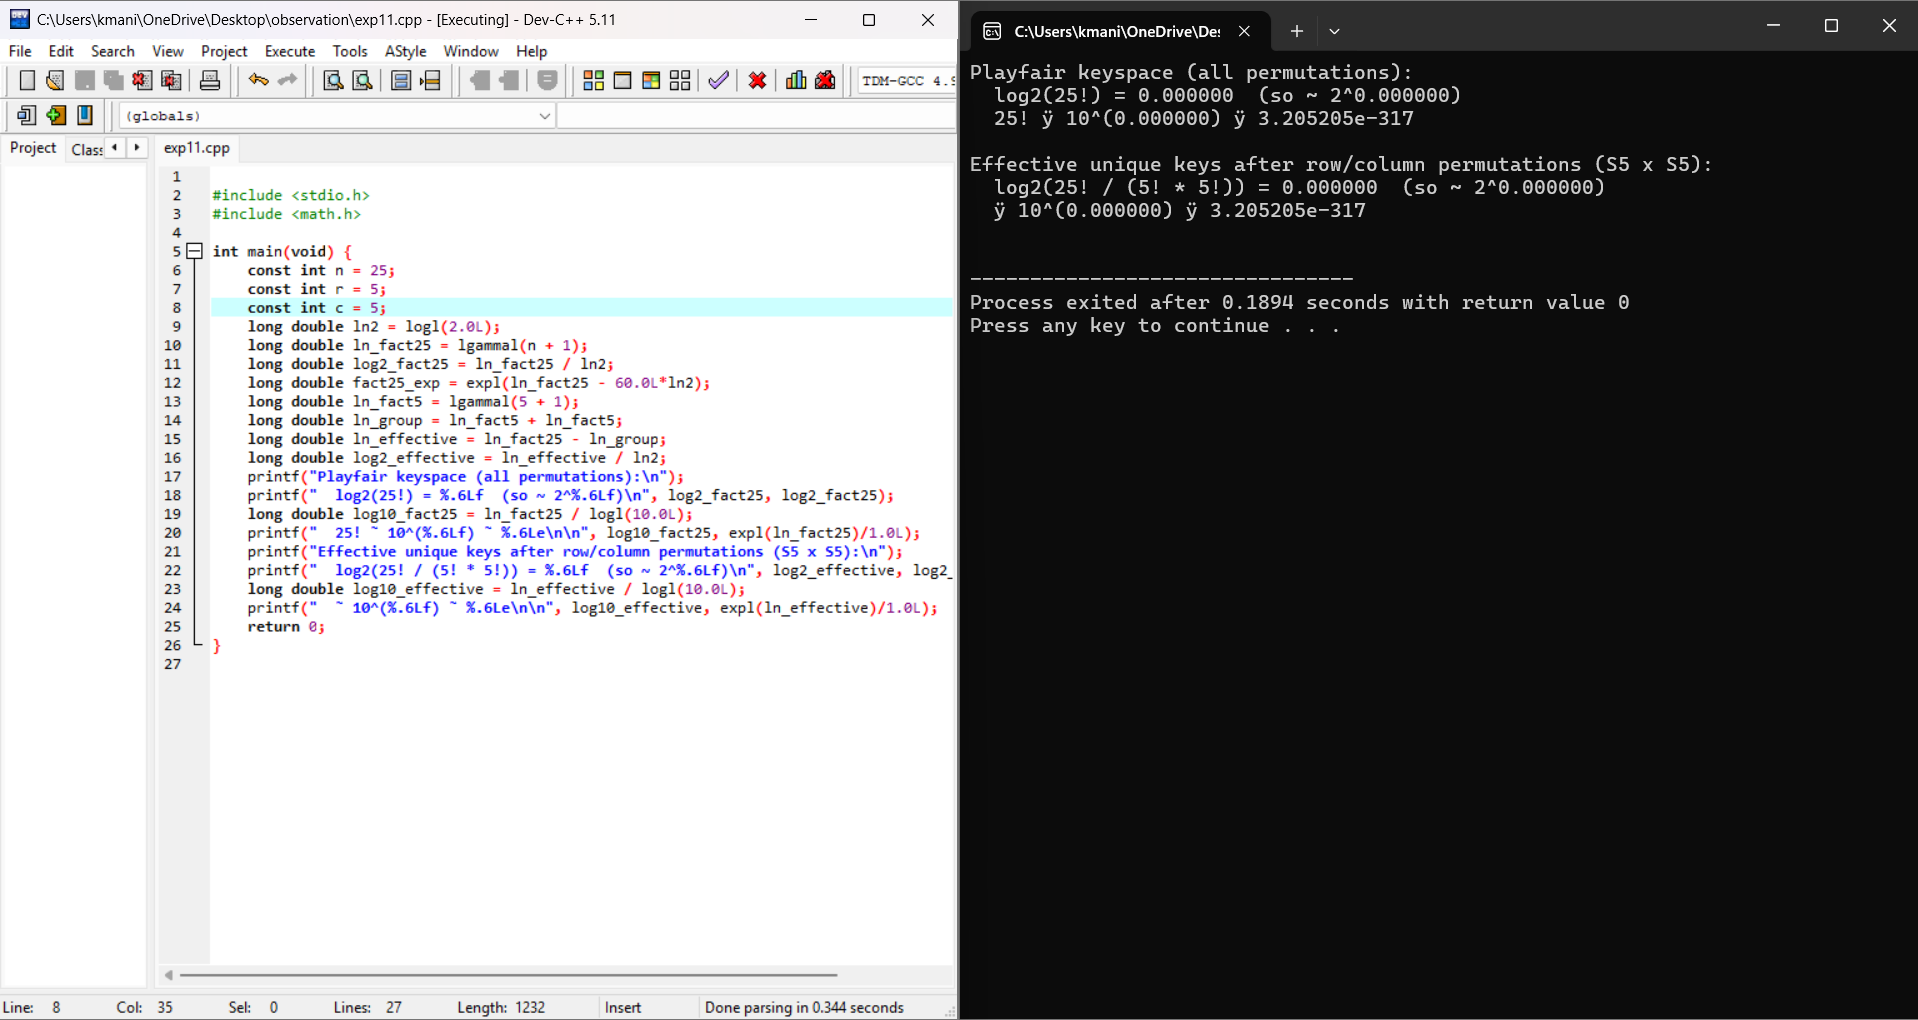 C:\Users\kmani\OneDrive\Desktop\observation\exp11.cpp - [Executing] - Dev-C++ 5.11
File Edit Search View Project Execute Tools AStyle Window Help
TDM-GCC 4.9
(globals)
Project Class
exp11.cpp
1
2 #include <stdio.h>
3 #include <math.h>
4
5 int main(void) {
6 const int n = 25;
7 const int r = 5;
8 const int c = 5;
9 long double ln2 = logl(2.0L);
10 long double ln_fact25 = lgammal(n + 1);
11 long double log2_fact25 = ln_fact25 / ln2;
12 long double fact25_exp = expl(ln_fact25 - 60.0L*ln2);
13 long double ln_fact5 = lgammal(5 + 1);
14 long double ln_group = ln_fact5 + ln_fact5;
15 long double ln_effective = ln_fact25 - ln_group;
16 long double log2_effective = ln_effective / ln2;
17 printf("Playfair keyspace (all permutations):\n");
18 printf("  log2(25!) = %.6Lf  (so ~ 2^%.6Lf)\n", log2_fact25, log2_fact25);
19 long double log10_fact25 = ln_fact25 / logl(10.0L);
20 printf("  25! ˜ 10^(%.6Lf) ˜ %.6Le\n\n", log10_fact25, expl(ln_fact25)/1.0L);
21 printf("Effective unique keys after row/column permutations (S5 x S5):\n");
22 printf("  log2(25! / (5! * 5!)) = %.6Lf  (so ~ 2^%.6Lf)\n", log2_effective, log2_
23 long double log10_effective = ln_effective / logl(10.0L);
24 printf("  ˜ 10^(%.6Lf) ˜ %.6Le\n\n", log10_effective, expl(ln_effective)/1.0L);
25 return 0;
26 }
27
Line: 8 Col: 35 Sel: 0 Lines: 27 Length: 1232 Insert Done parsing in 0.344 seconds
C:\Users\kmani\OneDrive\De
Playfair keyspace (all permutations):
log2(25!) = 0.000000  (so ~ 2^0.000000)
25! ÿ 10^(0.000000) ÿ 3.205205e-317
Effective unique keys after row/column permutations (S5 x S5):
log2(25! / (5! * 5!)) = 0.000000  (so ~ 2^0.000000)
ÿ 10^(0.000000) ÿ 3.205205e-317
--------------------------------
Process exited after 0.1894 seconds with return value 0
Press any key to continue . . .